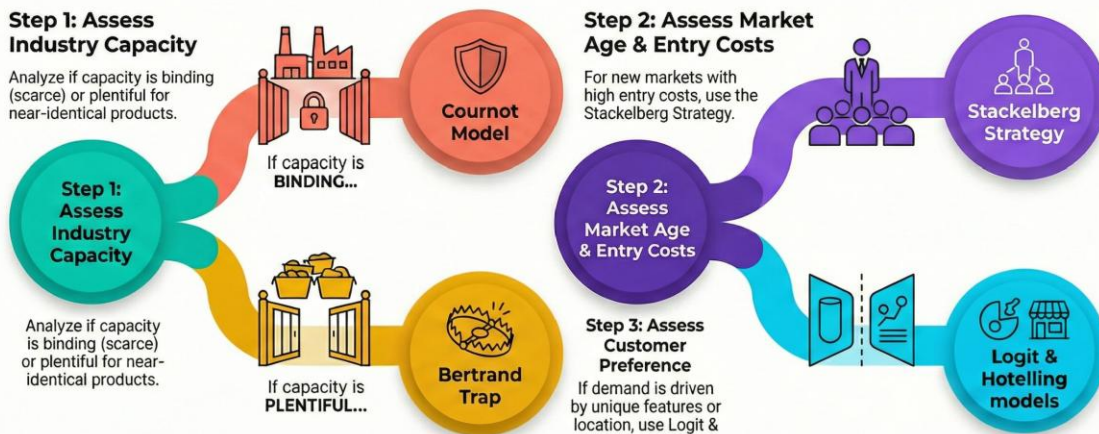 Step 1: Assess
Industry Capacity
Analyze if capacity is binding
(scarce) or plentiful for
near-identical products.
If capacity is
BINDING...
Cournot
Model
Step 1:
Assess
Industry
Capacity
Analyze if capacity
is binding (scarce)
or plentiful for near-
identical products.
If capacity is
PLENTIFUL...
Bertrand
Trap
Step 2: Assess Market
Age & Entry Costs
For new markets with
high entry costs, use the
Stackelberg Strategy.
Stackelberg
Strategy
Step 2:
Assess
Market Age
& Entry Costs
Step 3: Assess
Customer
Preference
If demand is driven
by unique features or
location, use Logit &
Logit &
Hotelling
models